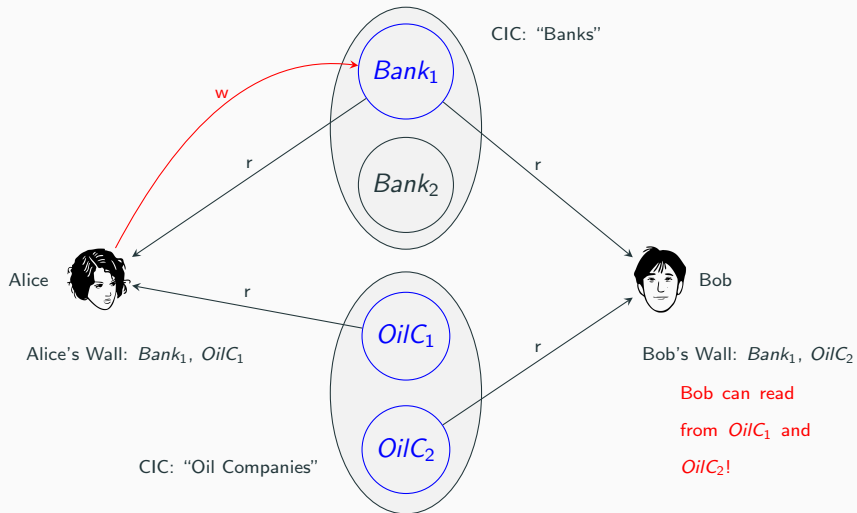 CIC: “Banks”
Bank₁
w
r
r
Bank₂
Alice
Bob
r
OilC₁
r
Alice's Wall: Bank₁, OilC₁
Bob's Wall: Bank₁, OilC₂
Bob can read
from OilC₁ and
OilC₂!
OilC₂
CIC: “Oil Companies”